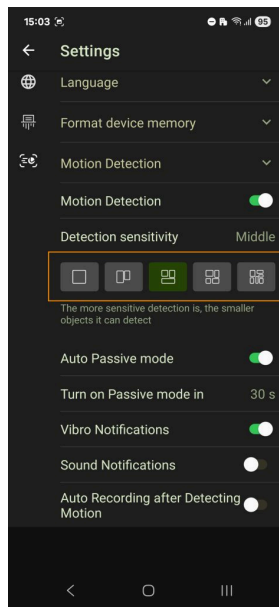 15:03
95
Settings
Language
Format device memory
Motion Detection
Motion Detection
Detection sensitivity Middle
The more sensitive detection is, the smaller
objects it can detect
Auto Passive mode
Turn on Passive mode in 30 s
Vibro Notifications
Sound Notifications
Auto Recording after Detecting
Motion